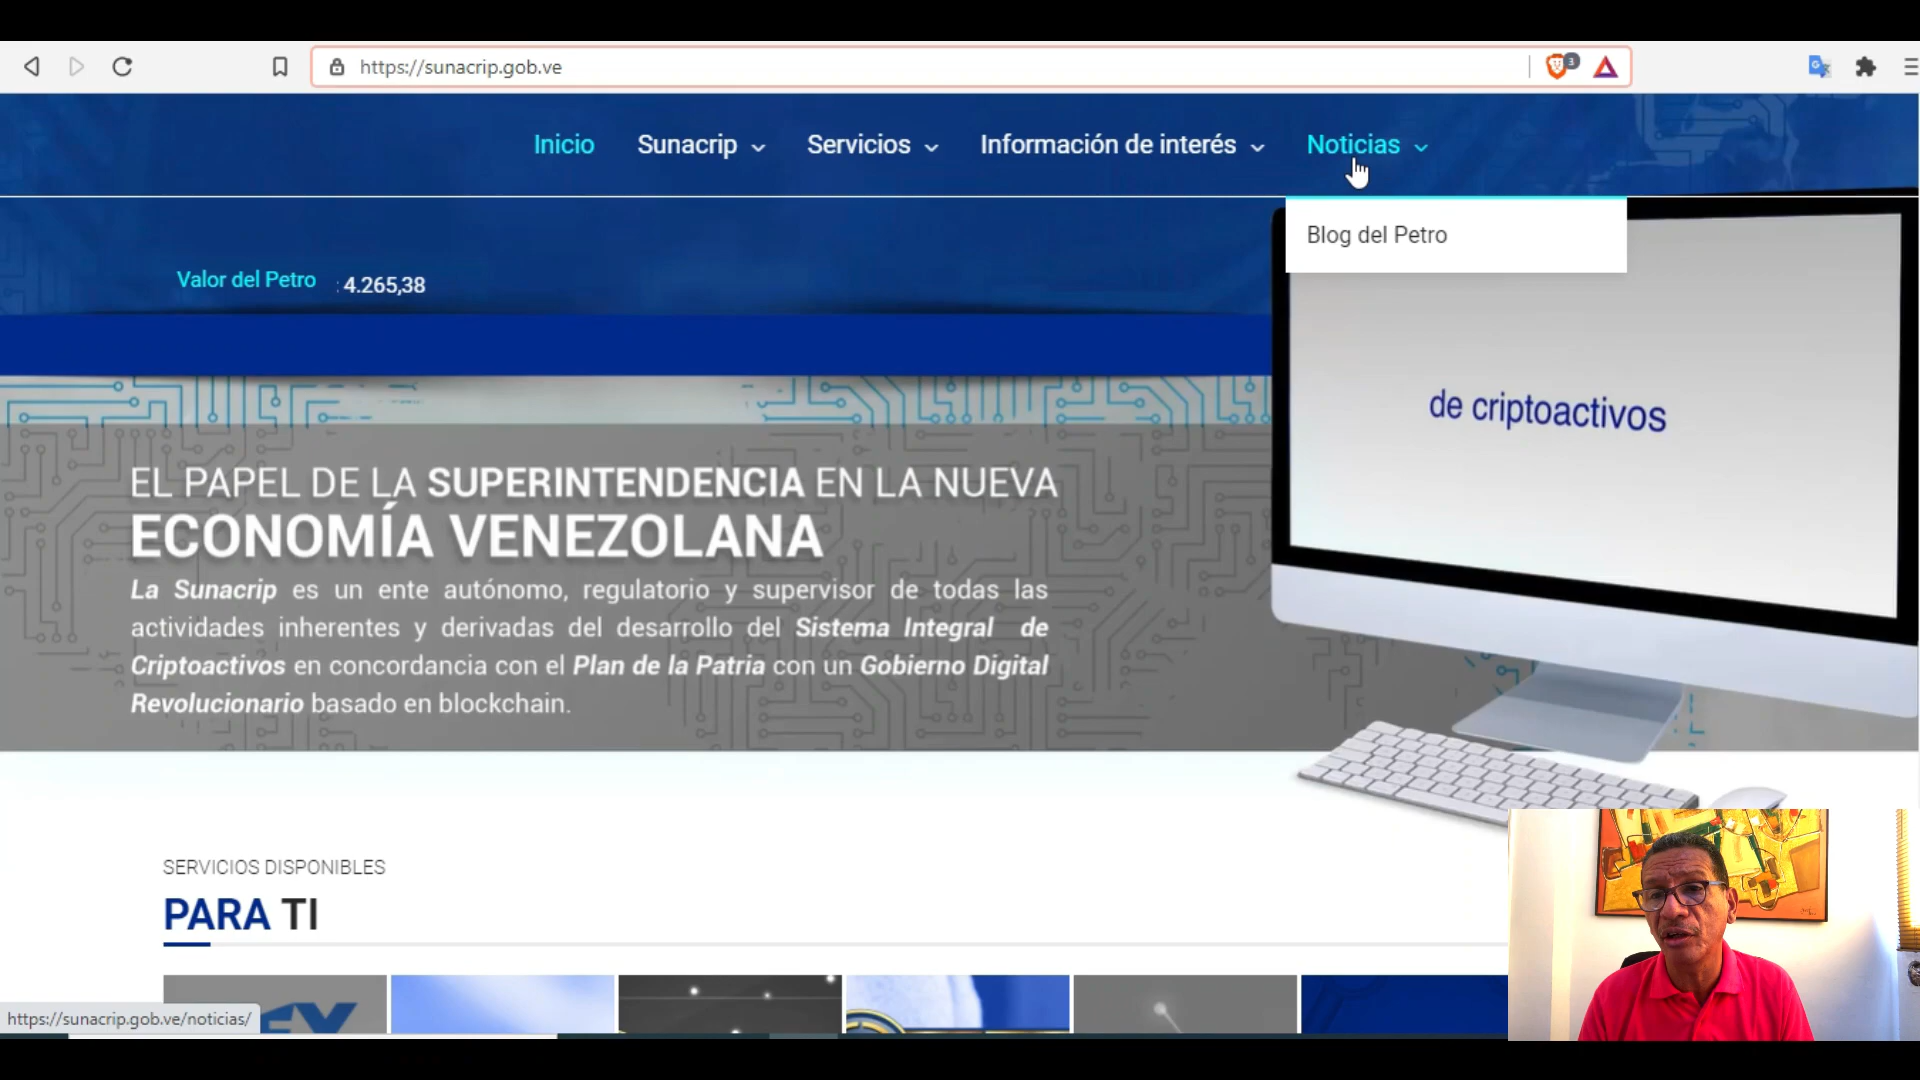 https://sunacrip.gob.ve
3
Inicio Sunacrip Servicios Información de interés Noticias
Blog del Petro
Valor del Petro : 4.265,38
de criptoactivos
EL PAPEL DE LA SUPERINTENDENCIA EN LA NUEVA
ECONOMÍA VENEZOLANA
La Sunacrip es un ente autónomo, regulatorio y supervisor de todas las
actividades inherentes y derivadas del desarrollo del Sistema Integral de
Criptoactivos en concordancia con el Plan de la Patria con un Gobierno Digital
Revolucionario basado en blockchain.
SERVICIOS DISPONIBLES
PARA TI
https://sunacrip.gob.ve/noticias/